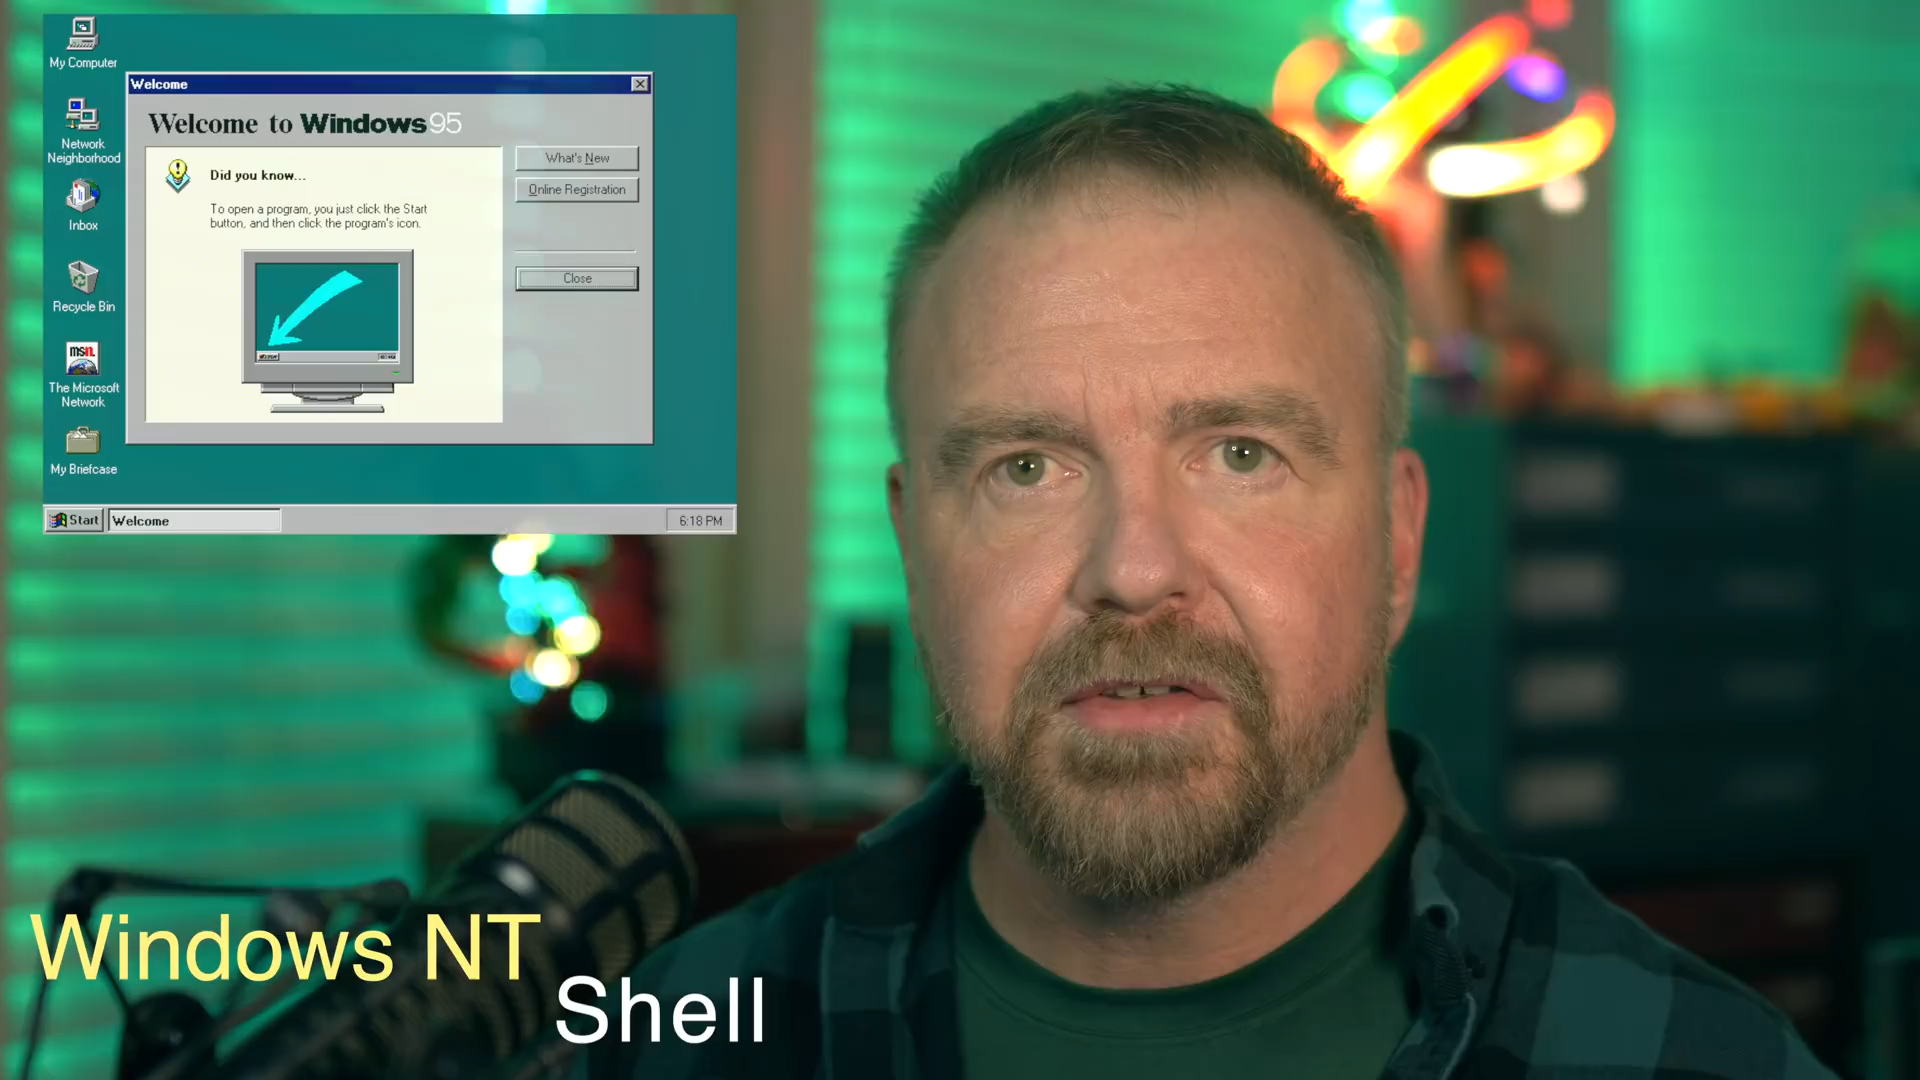 My Computer
Network
Neighborhood
Inbox
Recycle Bin
msn.
The Microsoft
Network
My Briefcase
Welcome
Welcome to Windows 95
Did you know...
To open a program, you just click the Start
button, and then click the program's icon.
What's New
Online Registration
Close
Start
Welcome
6:18 PM
Windows NT
Shell